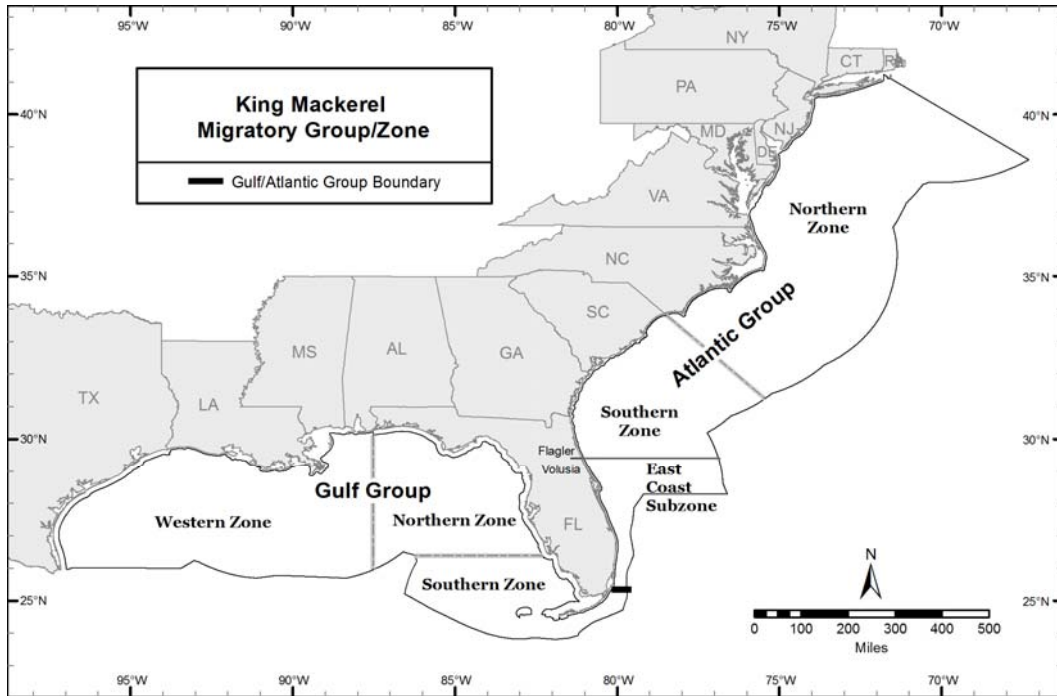 95°W 90°W 85°W 80°W 75°W 70°W
King Mackerel
Migratory Group/Zone
Gulf/Atlantic Group Boundary
NY
CT
RI
PA
40°N
40°N
NJ
MD
DE
VA
Northern
Zone
NC
35°N
35°N
SC
Atlantic Group
MS
AL
GA
TX
LA
Southern
Zone
30°N
30°N
Flagler
Volusia
East
Coast
Subzone
Gulf Group
Western Zone
Northern Zone
FL
Southern Zone
N
25°N
25°N
0 100 200 300 400 500
Miles
95°W 90°W 85°W 80°W 75°W 70°W